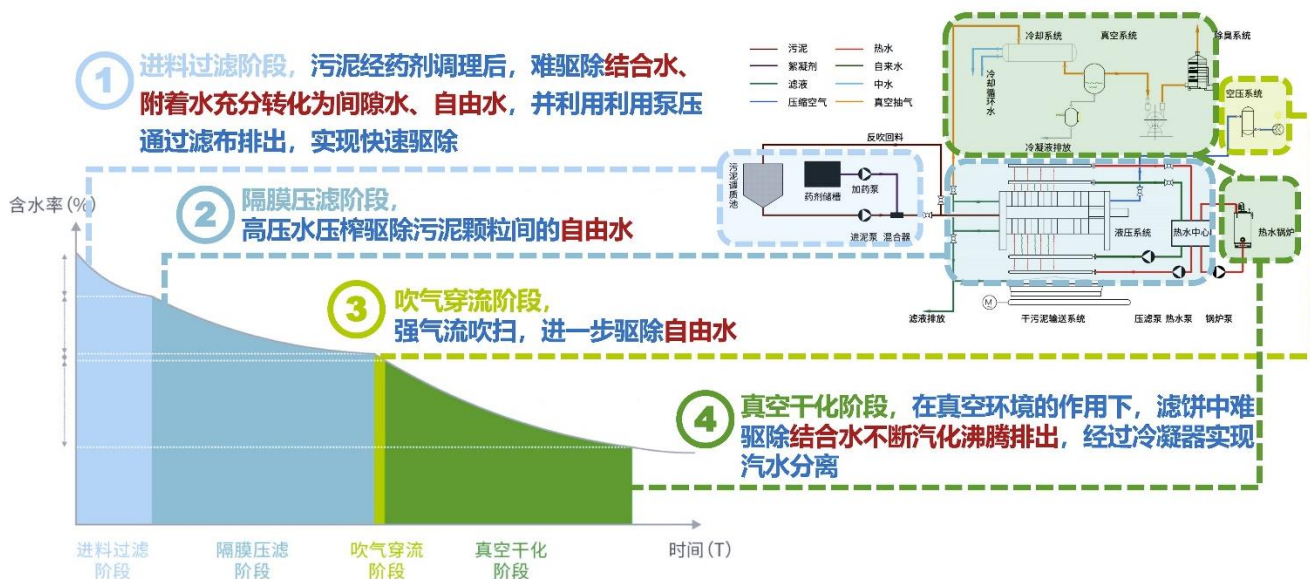 1
进料过滤阶段，污泥经药剂调理后，难驱除结合水、
附着水充分转化为间隙水、自由水，并利用利用泵压
通过滤布排出，实现快速驱除
2
隔膜压滤阶段，
高压水压榨驱除污泥颗粒间的自由水
3
吹气穿流阶段，
强气流吹扫，进一步驱除自由水
4
真空干化阶段，在真空环境的作用下，滤饼中难
驱除结合水不断汽化沸腾排出，经过冷凝器实现
汽水分离
含水率(%)
进料过滤
阶段
隔膜压滤
阶段
吹气穿流
阶段
真空干化
阶段
时间(T)
污泥
热水
絮凝剂
自来水
滤液
中水
压缩空气
真空抽气
冷却系统
真空系统
除臭系统
冷却循环水
冷凝液排放
空压系统
反吹回料
污泥调质池
药剂储槽
加药泵
进泥泵
混合器
液压系统
热水中心
热水锅炉
M
滤液排放
干污泥输送系统
压滤泵
热水泵
锅炉泵